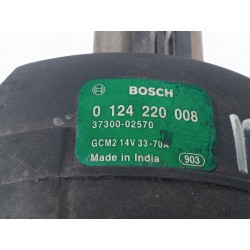 BOSCH
0 124 220 008
37300-02570
GCM2 14V 33-70A
Made in India 903